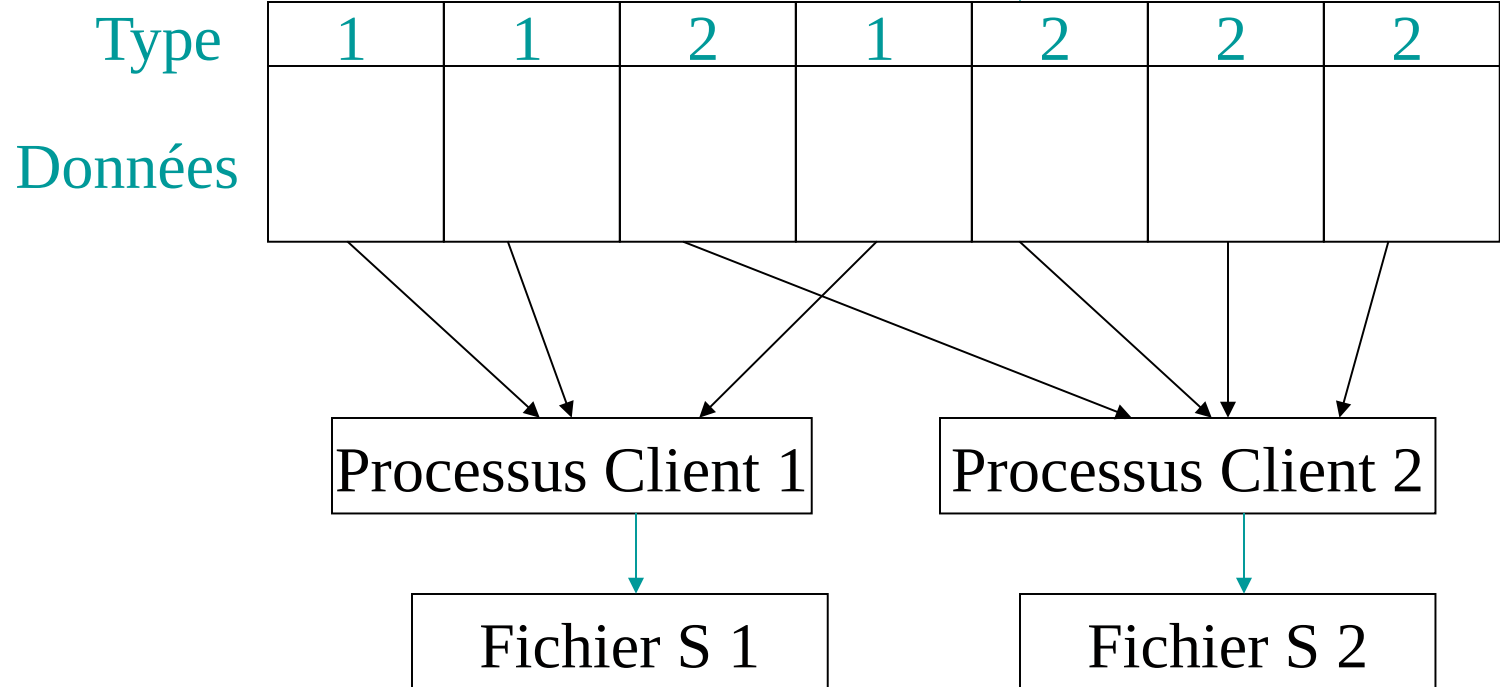 Type 1 1 2 1 2 2 2
Données
Processus Client 1 Processus Client 2
Fichier S 1 Fichier S 2